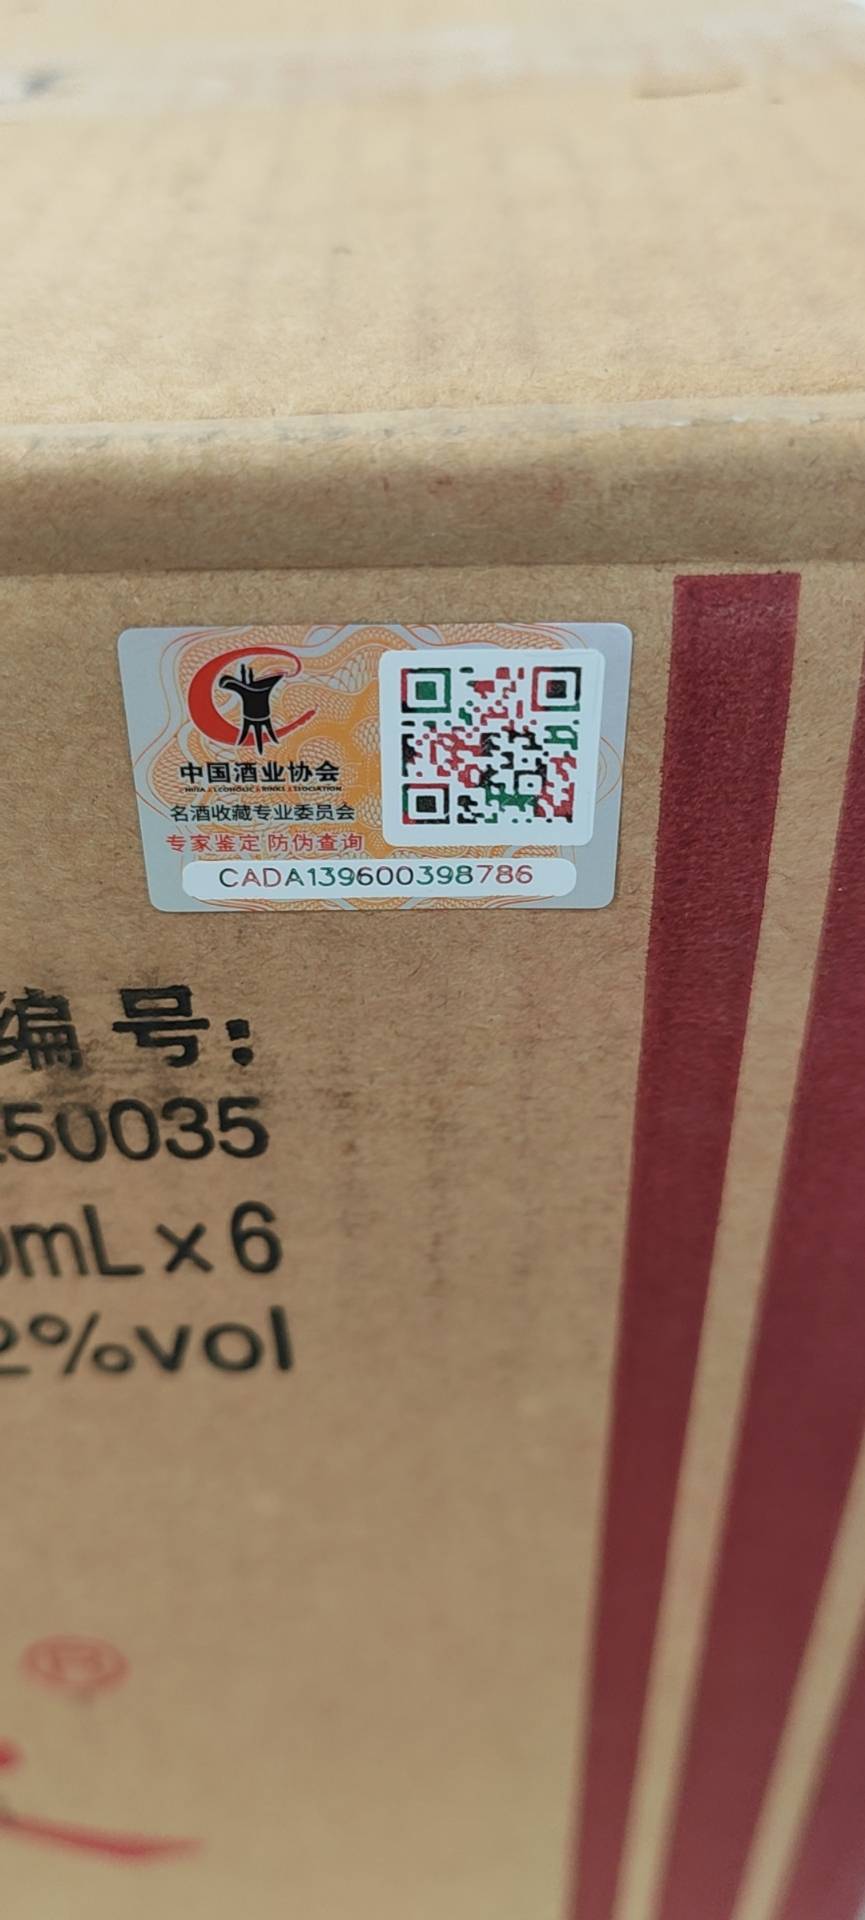 中国酒业协会
名酒收藏专业委员会
专家鉴定 防伪查询
CADA139600398786
编号:
50035
mL×6
2%vol
®